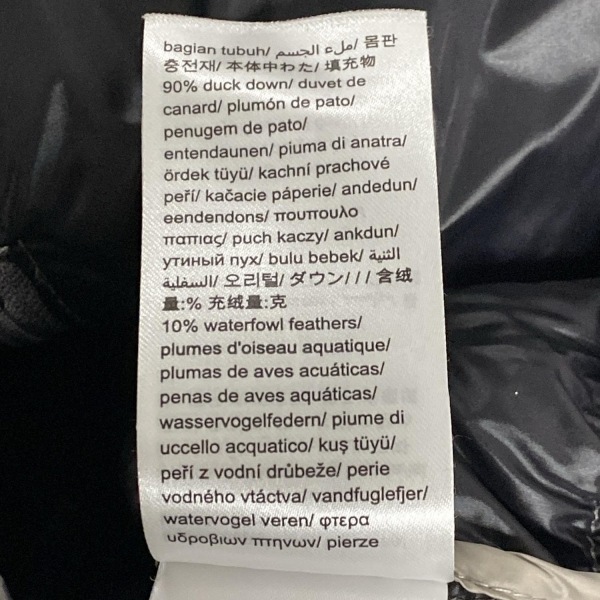 bagian tubuh/ ملء الجسم/ 몸판
충전재/ 本体中わた/ 填充物
90% duck down/ duvet de
canard/ plumón de pato/
penugem de pato/
entendaunen/ piuma di anatra/
ördek tüyü/ kachní prachové
peří/ kačacie páperie/ andedun/
eendendons/ πουπουλο
παπιας/ puch kaczy/ ankdun/
утиный пух/ bulu bebek/ الثنية
السفلية/ 오리털/ ダウン/ / / 含绒
量:% 充绒量:克
10% waterfowl feathers/
plumes d'oiseau aquatique/
plumas de aves acuáticas/
penas de aves aquáticas/
wasservogelfedern/ piume di
uccello acquatico/ kuş tüyü/
peří z vodní drůbeže/ perie
vodného vtáctva/ vandfuglefjer/
watervogel veren/ φτερα
υδροβιων πτηνων/ pierze